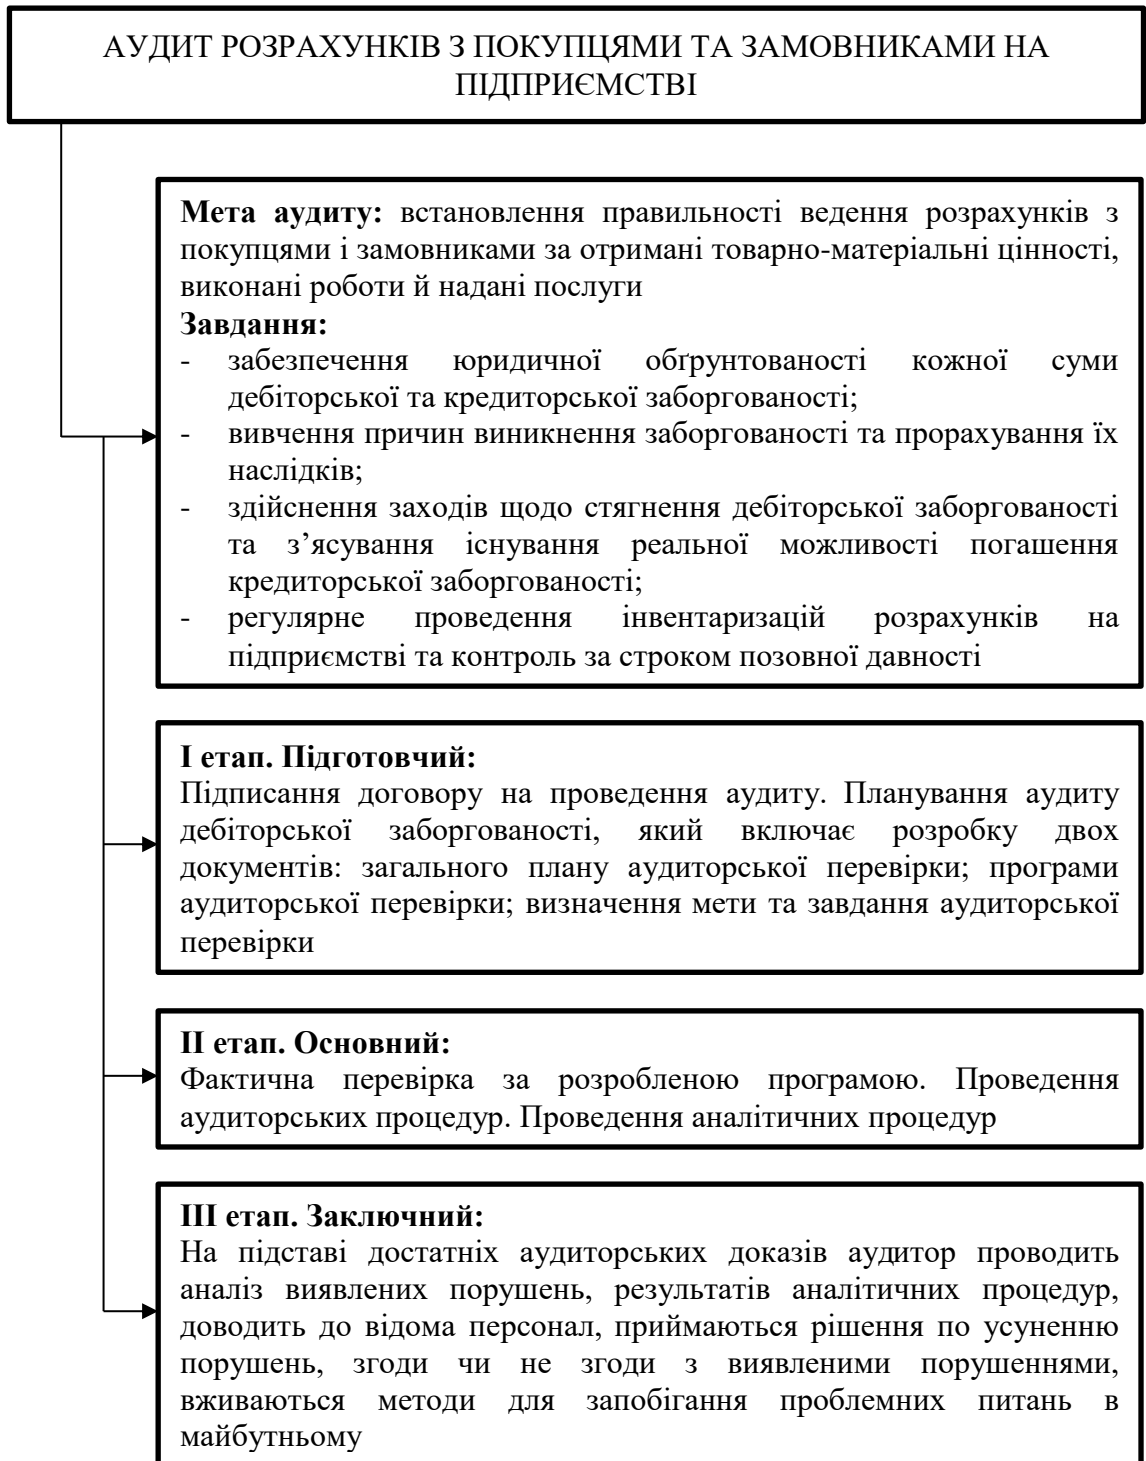 АУДИТ РОЗРАХУНКІВ З ПОКУПЦЯМИ ТА ЗАМОВНИКАМИ НА
ПІДПРИЄМСТВІ
Мета аудиту: встановлення правильності ведення розрахунків з
покупцями і замовниками за отримані товарно-матеріальні цінності,
виконані роботи й надані послуги
Завдання:
- забезпечення юридичної обґрунтованості кожної суми
дебіторської та кредиторської заборгованості;
- вивчення причин виникнення заборгованості та прорахування їх
наслідків;
- здійснення заходів щодо стягнення дебіторської заборгованості
та з’ясування існування реальної можливості погашення
кредиторської заборгованості;
- регулярне проведення інвентаризацій розрахунків на
підприємстві та контроль за строком позовної давності
І етап. Підготовчий:
Підписання договору на проведення аудиту. Планування аудиту
дебіторської заборгованості, який включає розробку двох
документів: загального плану аудиторської перевірки; програми
аудиторської перевірки; визначення мети та завдання аудиторської
перевірки
ІІ етап. Основний:
Фактична перевірка за розробленою програмою. Проведення
аудиторських процедур. Проведення аналітичних процедур
ІІІ етап. Заключний:
На підставі достатніх аудиторських доказів аудитор проводить
аналіз виявлених порушень, результатів аналітичних процедур,
доводить до відома персонал, приймаються рішення по усуненню
порушень, згоди чи не згоди з виявленими порушеннями,
вживаються методи для запобігання проблемних питань в
майбутньому